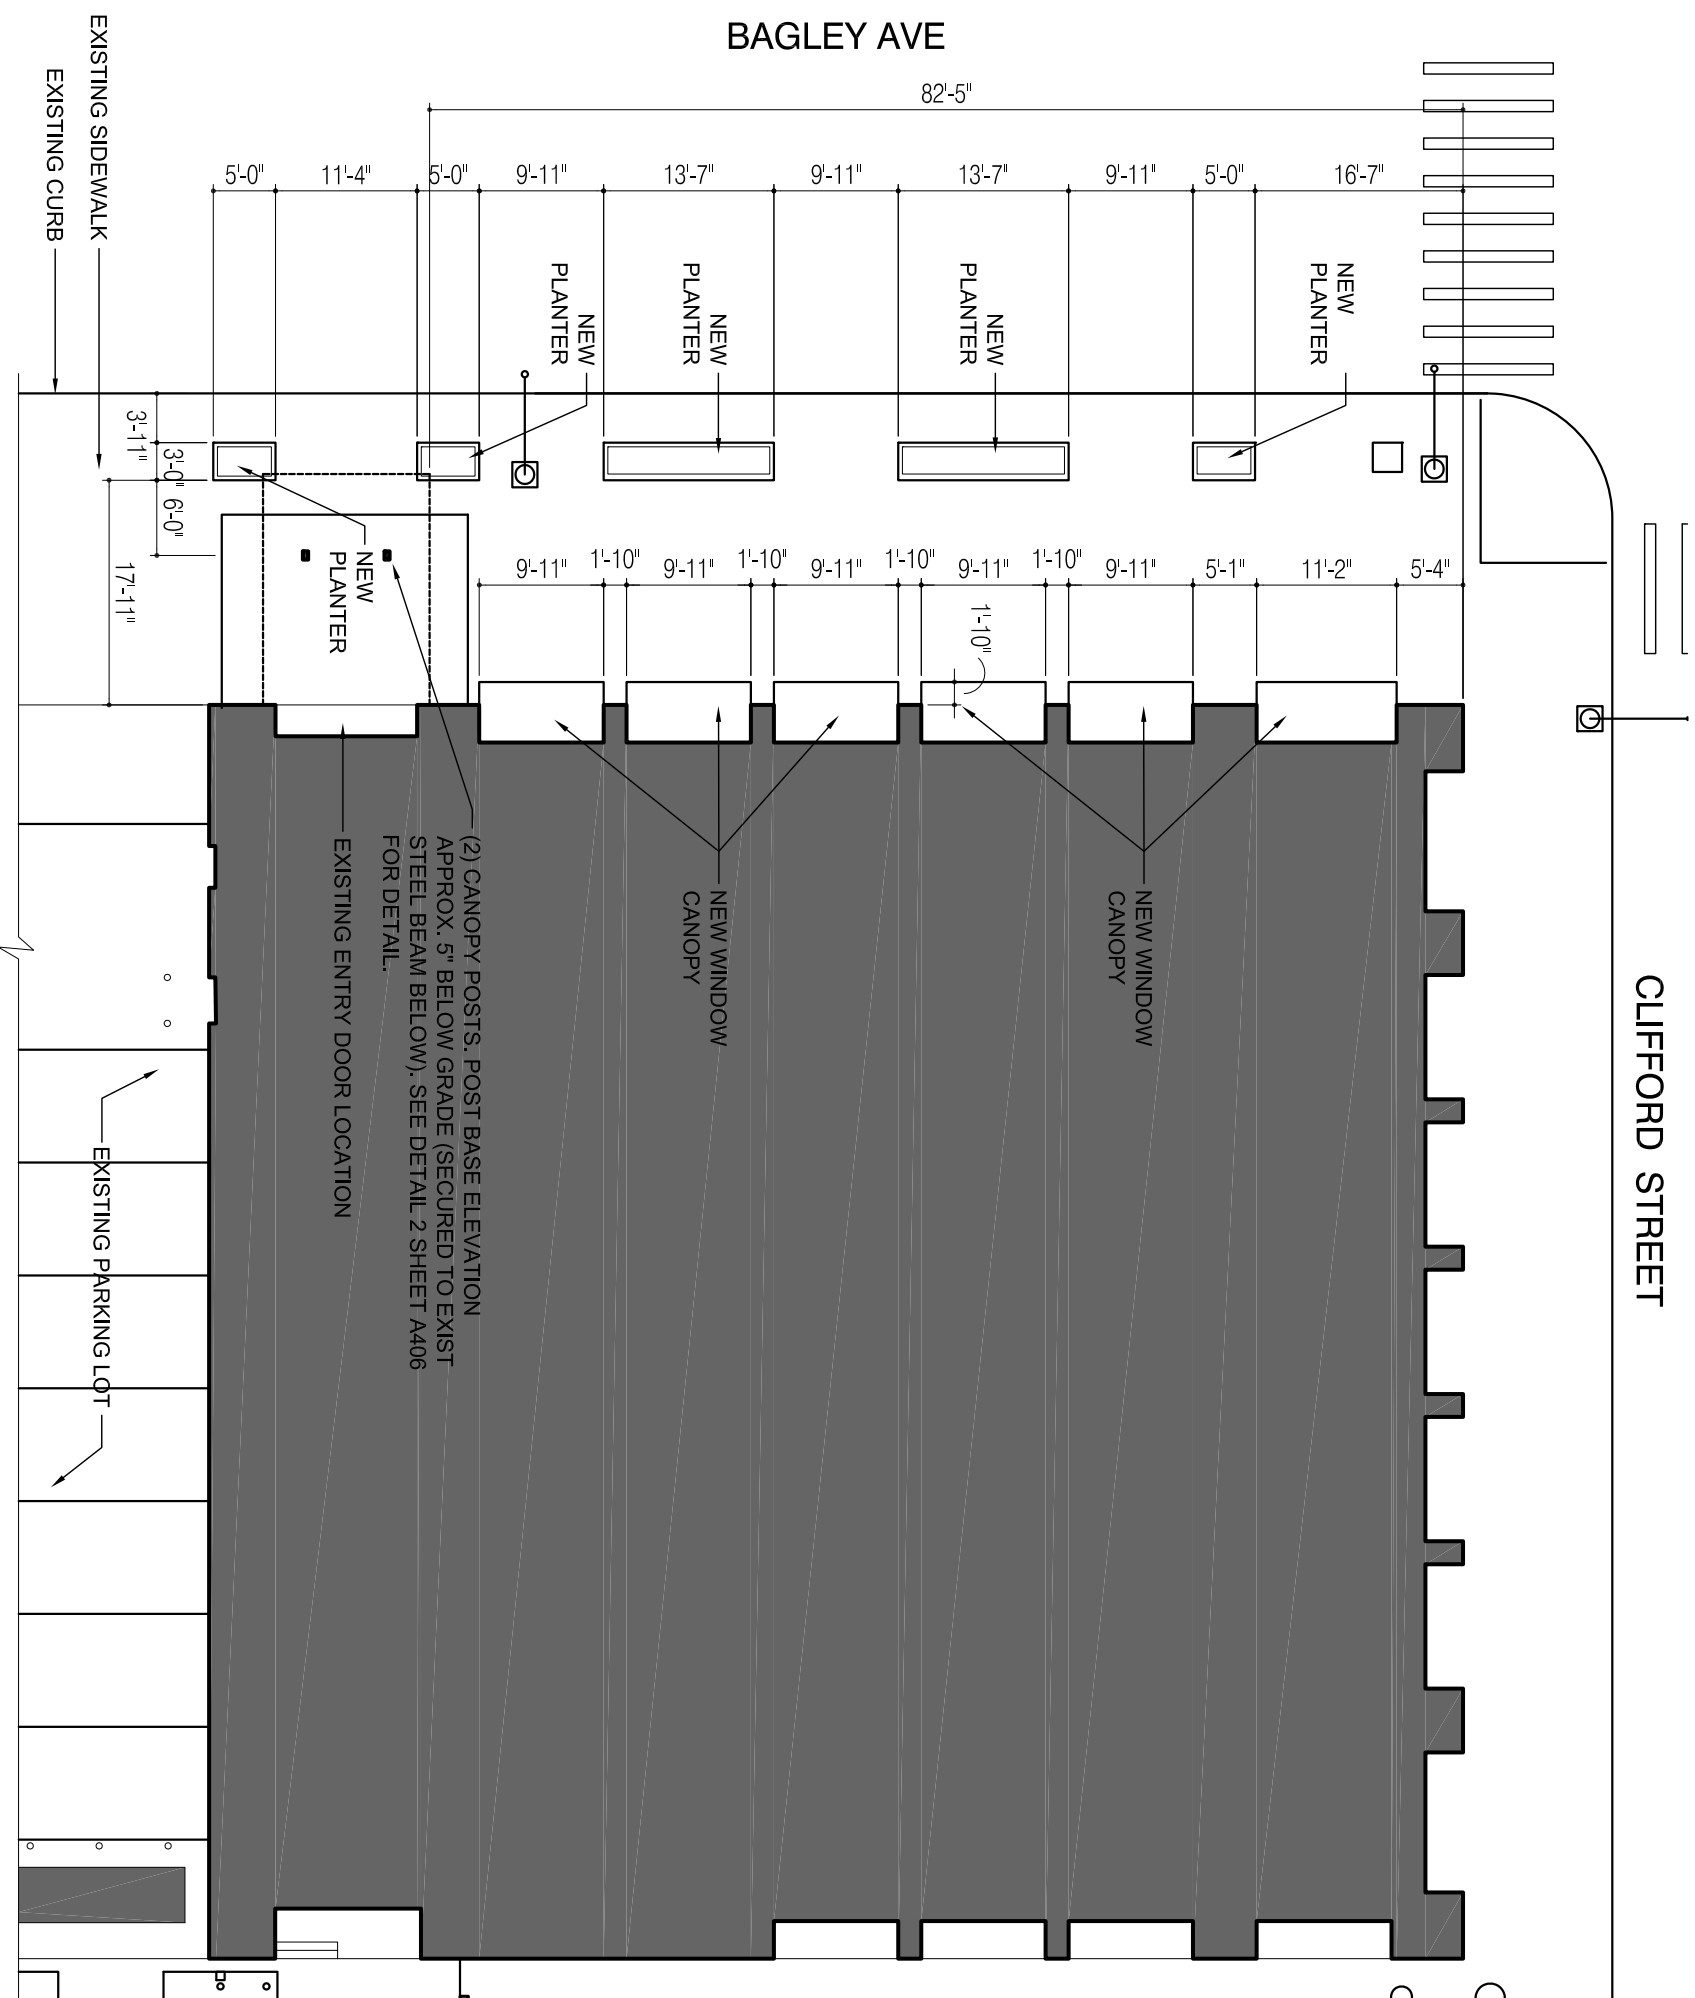 BAGLEY AVE
82'-5"
5'-0"
11'-4"
5'-0"
9'-11"
13'-7"
9'-11"
13'-7"
9'-11"
5'-0"
16'-7"
EXISTING SIDEWALK
EXISTING CURB
NEW
PLANTER
NEW
PLANTER
NEW
PLANTER
NEW
PLANTER
3'-11"
3'-0"
6'-0"
17'-11"
NEW
PLANTER
9'-11"
1'-10"
9'-11"
1'-10"
9'-11"
1'-10"
9'-11"
1'-10"
9'-11"
5'-1"
11'-2"
5'-4"
1'-10"
(2) CANOPY POSTS. POST BASE ELEVATION
APPROX. 5" BELOW GRADE (SECURED TO EXIST
STEEL BEAM BELOW). SEE DETAIL 2 SHEET A406
FOR DETAIL.
EXISTING ENTRY DOOR LOCATION
NEW WINDOW
CANOPY
NEW WINDOW
CANOPY
CLIFFORD STREET
EXISTING PARKING LOT